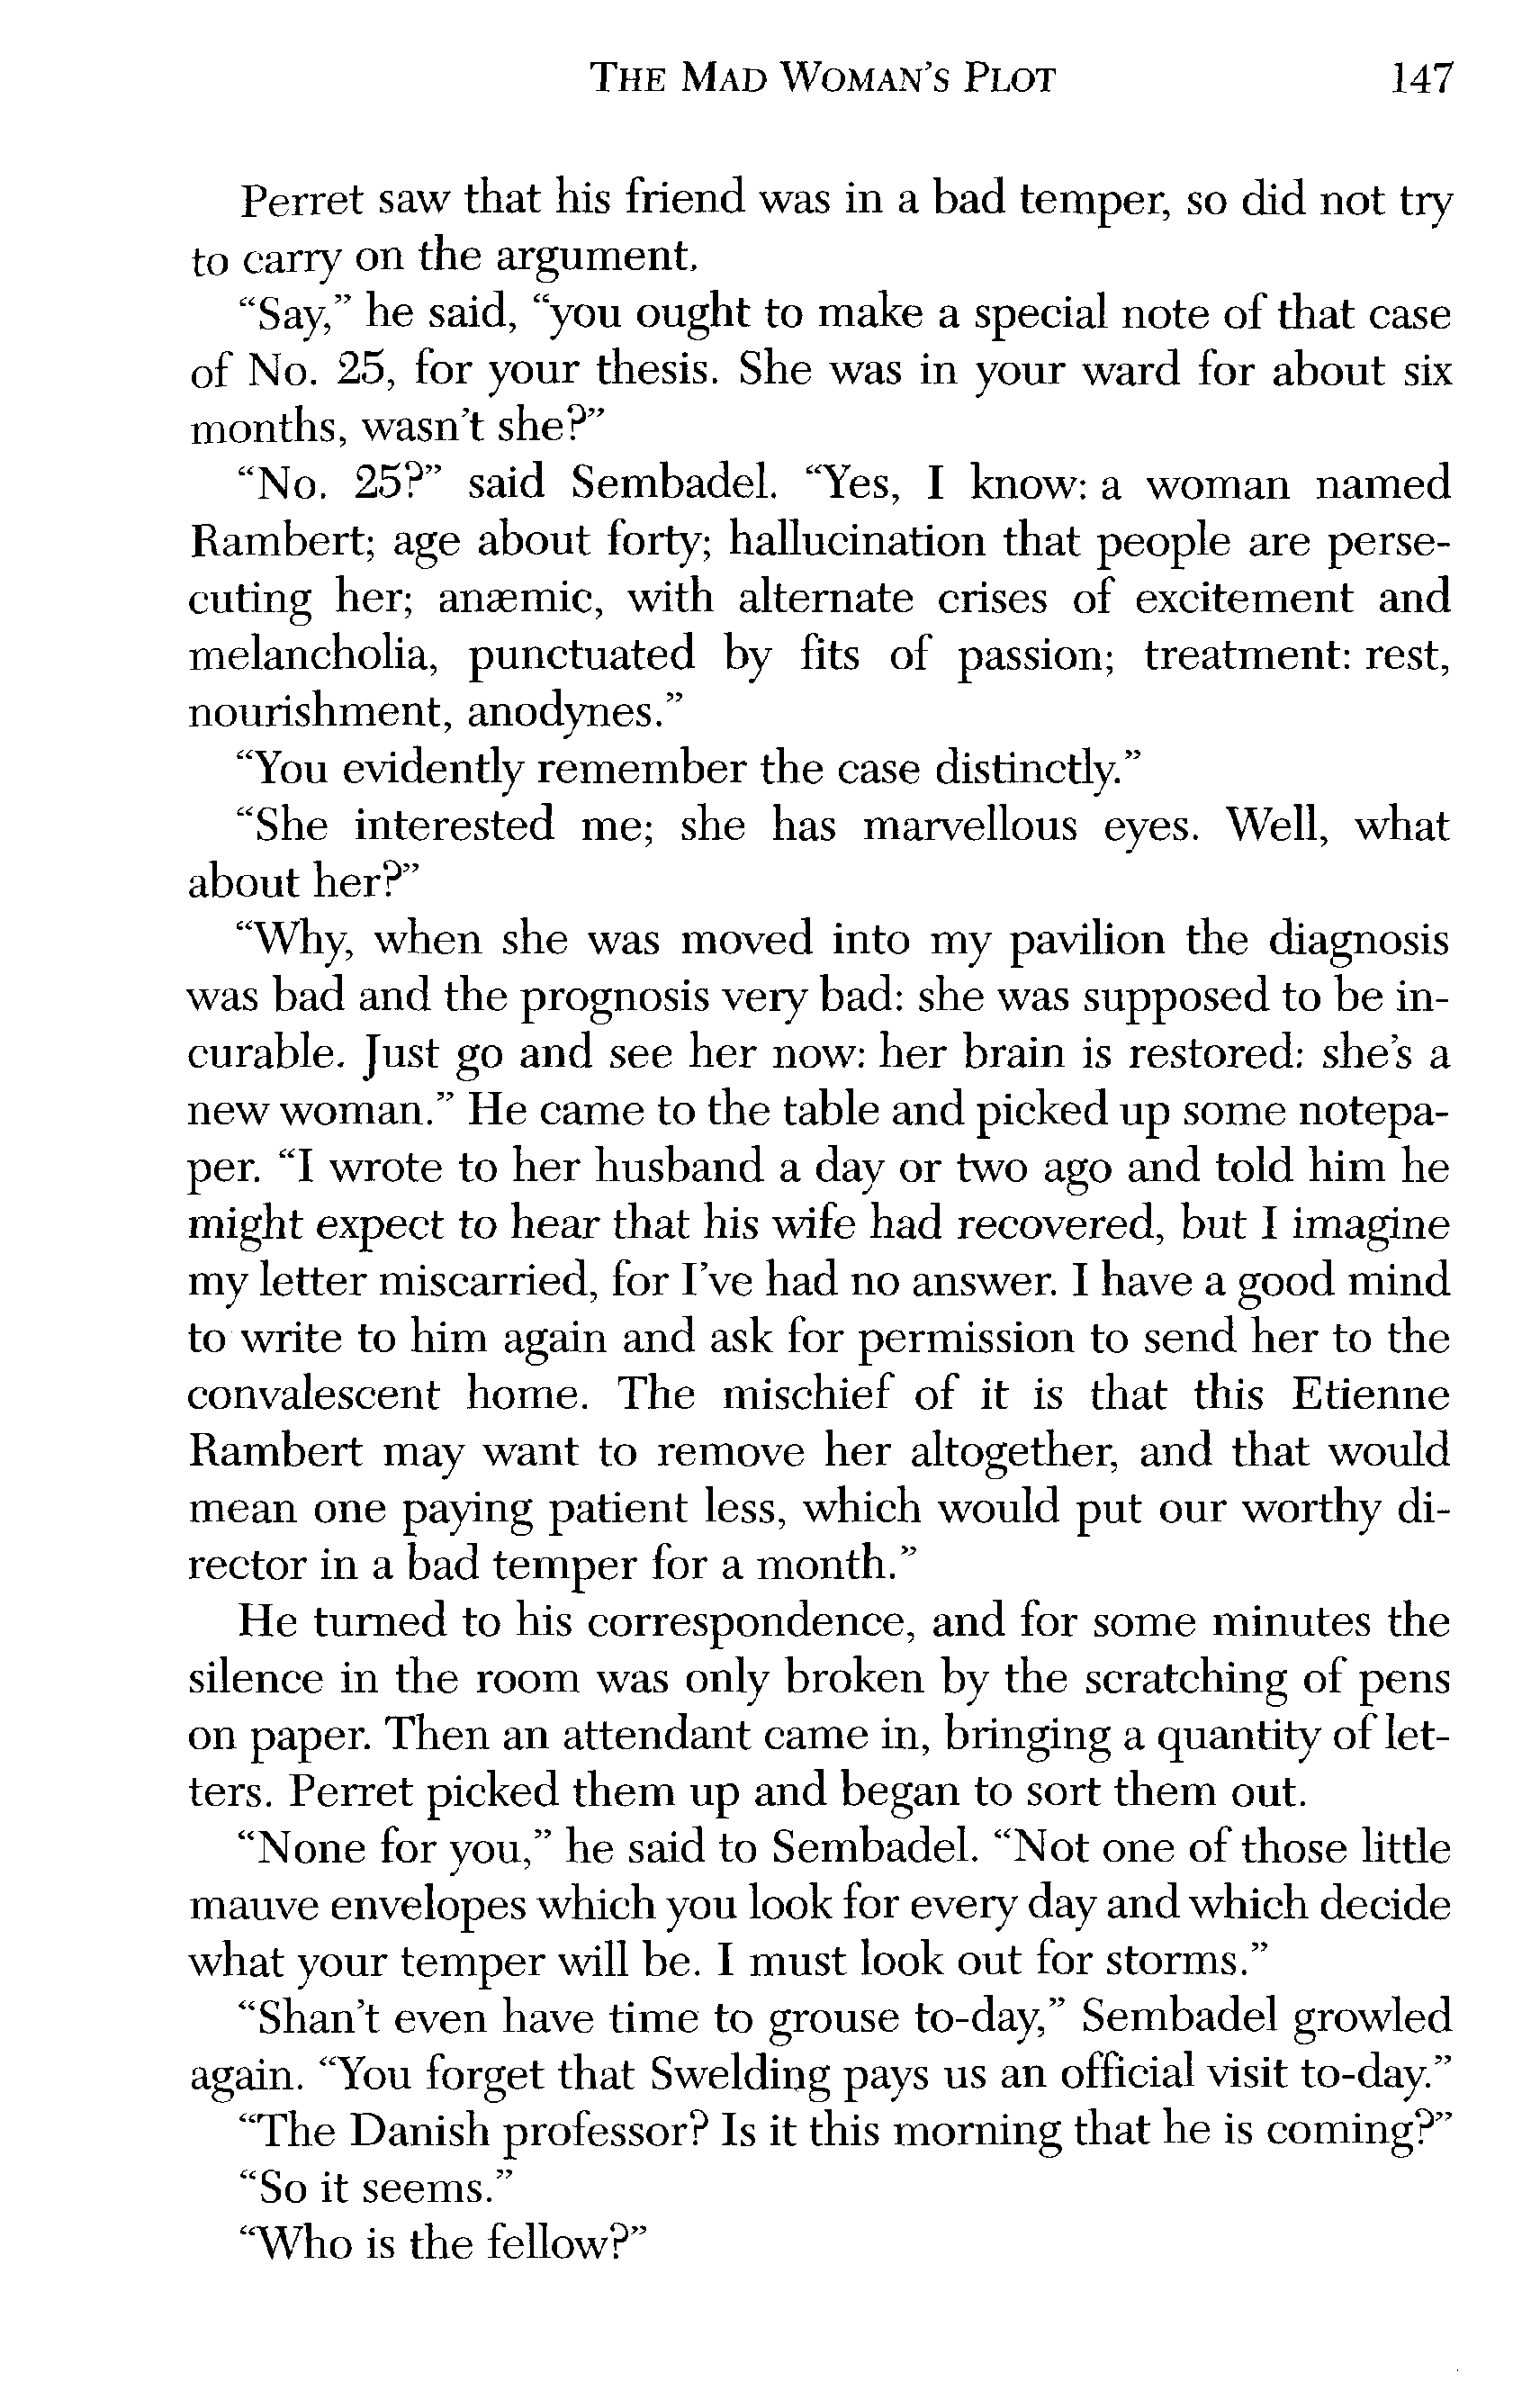 THE MAD WOMAN'S PLOT 147
Perret saw that his friend was in a bad temper, so did not try
to carry on the argument.
“Say,” he said, “you ought to make a special note of that case
of No. 25, for your thesis. She was in your ward for about six
months, wasn’t she?”
“No. 25?” said Sembadel. “Yes, I know: a woman named
Rambert; age about forty; hallucination that people are perse-
cuting her; anæmic, with alternate crises of excitement and
melancholia, punctuated by fits of passion; treatment: rest,
nourishment, anodynes.”
“You evidently remember the case distinctly.”
“She interested me; she has marvellous eyes. Well, what
about her?”
“Why, when she was moved into my pavilion the diagnosis
was bad and the prognosis very bad: she was supposed to be in-
curable. Just go and see her now: her brain is restored: she’s a
new woman.” He came to the table and picked up some notepa-
per. “I wrote to her husband a day or two ago and told him he
might expect to hear that his wife had recovered, but I imagine
my letter miscarried, for I’ve had no answer. I have a good mind
to write to him again and ask for permission to send her to the
convalescent home. The mischief of it is that this Etienne
Rambert may want to remove her altogether, and that would
mean one paying patient less, which would put our worthy di-
rector in a bad temper for a month.”
He turned to his correspondence, and for some minutes the
silence in the room was only broken by the scratching of pens
on paper. Then an attendant came in, bringing a quantity of let-
ters. Perret picked them up and began to sort them out.
“None for you,” he said to Sembadel. “Not one of those little
mauve envelopes which you look for every day and which decide
what your temper will be. I must look out for storms.”
“Shan’t even have time to grouse to-day,” Sembadel growled
again. “You forget that Swelding pays us an official visit to-day.”
“The Danish professor? Is it this morning that he is coming?”
“So it seems.”
“Who is the fellow?”